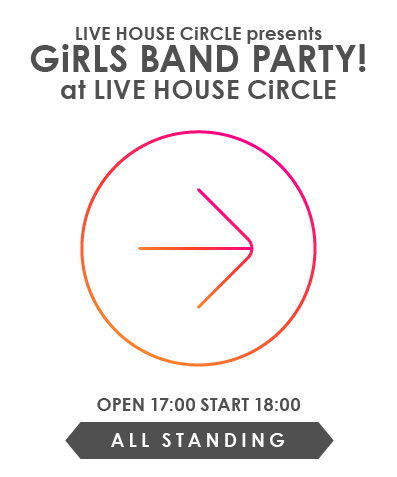 LIVE HOUSE CiRCLE presents
GiRLS BAND PARTY!
at LIVE HOUSE CiRCLE
OPEN 17:00 START 18:00
ALL STANDING